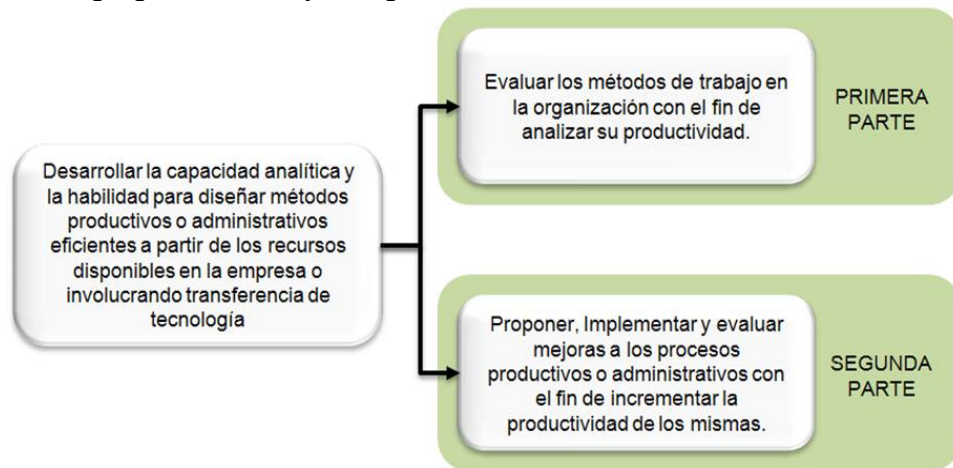 Desarrollar la capacidad analítica y
la habilidad para diseñar métodos
productivos o administrativos
eficientes a partir de los recursos
disponibles en la empresa o
involucrando transferencia de
tecnología
Evaluar los métodos de trabajo en
la organización con el fin de
analizar su productividad.
PRIMERA
PARTE
Proponer, Implementar y evaluar
mejoras a los procesos
productivos o administrativos con
el fin de incrementar la
productividad de los mismas.
SEGUNDA
PARTE